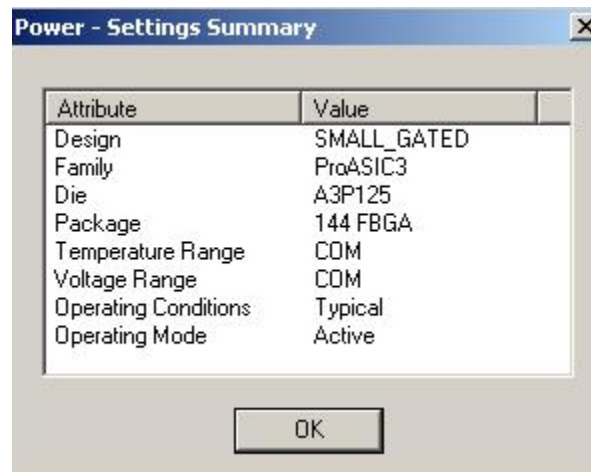 Power - Settings Summary
Attribute Value
Design SMALL_GATED
Family ProASIC3
Die A3P125
Package 144 FBGA
Temperature Range COM
Voltage Range COM
Operating Conditions Typical
Operating Mode Active
OK